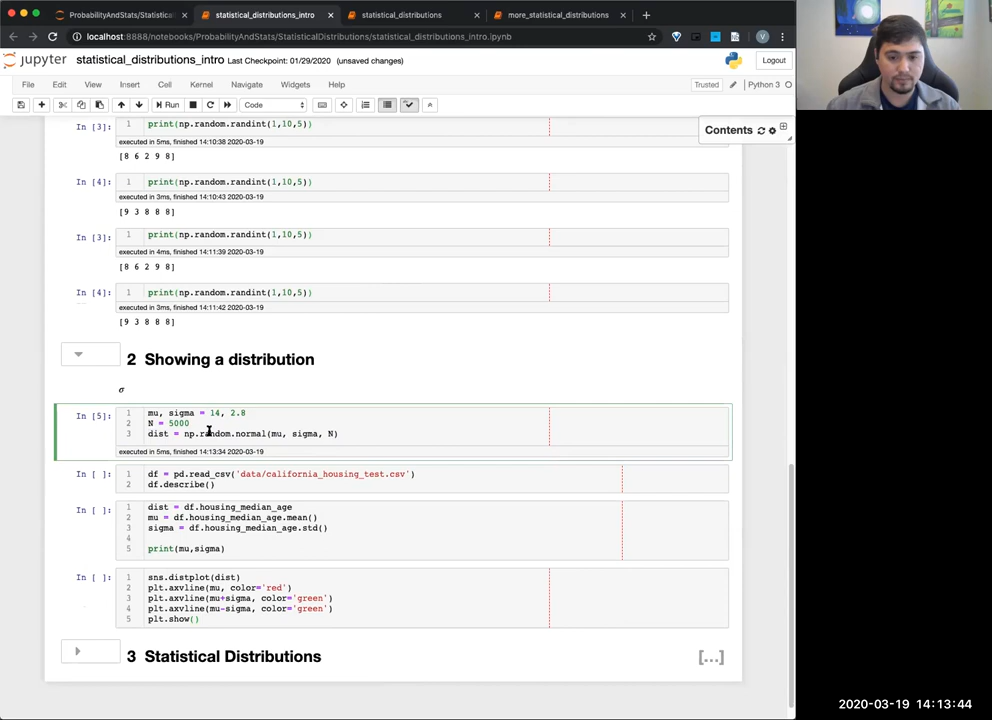 ProbabilityAndStats/Statistical
statistical_distributions_intro
statistical_distributions
more_statistical_distributions
localhost:8888/notebooks/ProbabilityAndStats/StatisticalDistributions/statistical_distributions_intro.ipynb
jupyter statistical_distributions_intro Last Checkpoint: 01/29/2020 (unsaved changes)
Logout
File Edit View Insert Cell Kernel Navigate Widgets Help
Trusted Python 3
Run Code
Contents
In [3]: 1 print(np.random.randint(1,10,5))
executed in 5ms, finished 14:10:38 2020-03-19
[8 6 2 9 8]
In [4]: 1 print(np.random.randint(1,10,5))
executed in 3ms, finished 14:10:43 2020-03-19
[9 3 8 8 8]
In [3]: 1 print(np.random.randint(1,10,5))
executed in 4ms, finished 14:11:39 2020-03-19
[8 6 2 9 8]
In [4]: 1 print(np.random.randint(1,10,5))
executed in 3ms, finished 14:11:42 2020-03-19
[9 3 8 8 8]
2 Showing a distribution
σ
In [5]: 1 mu, sigma = 14, 2.8
2 N = 5000
3 dist = np.random.normal(mu, sigma, N)
executed in 5ms, finished 14:13:34 2020-03-19
In [ ]: 1 df = pd.read_csv('data/california_housing_test.csv')
2 df.describe()
In [ ]: 1 dist = df.housing_median_age
2 mu = df.housing_median_age.mean()
3 sigma = df.housing_median_age.std()
4
5 print(mu,sigma)
In [ ]: 1 sns.distplot(dist)
2 plt.axvline(mu, color='red')
3 plt.axvline(mu+sigma, color='green')
4 plt.axvline(mu-sigma, color='green')
5 plt.show()
3 Statistical Distributions
[...]
2020-03-19 14:13:44